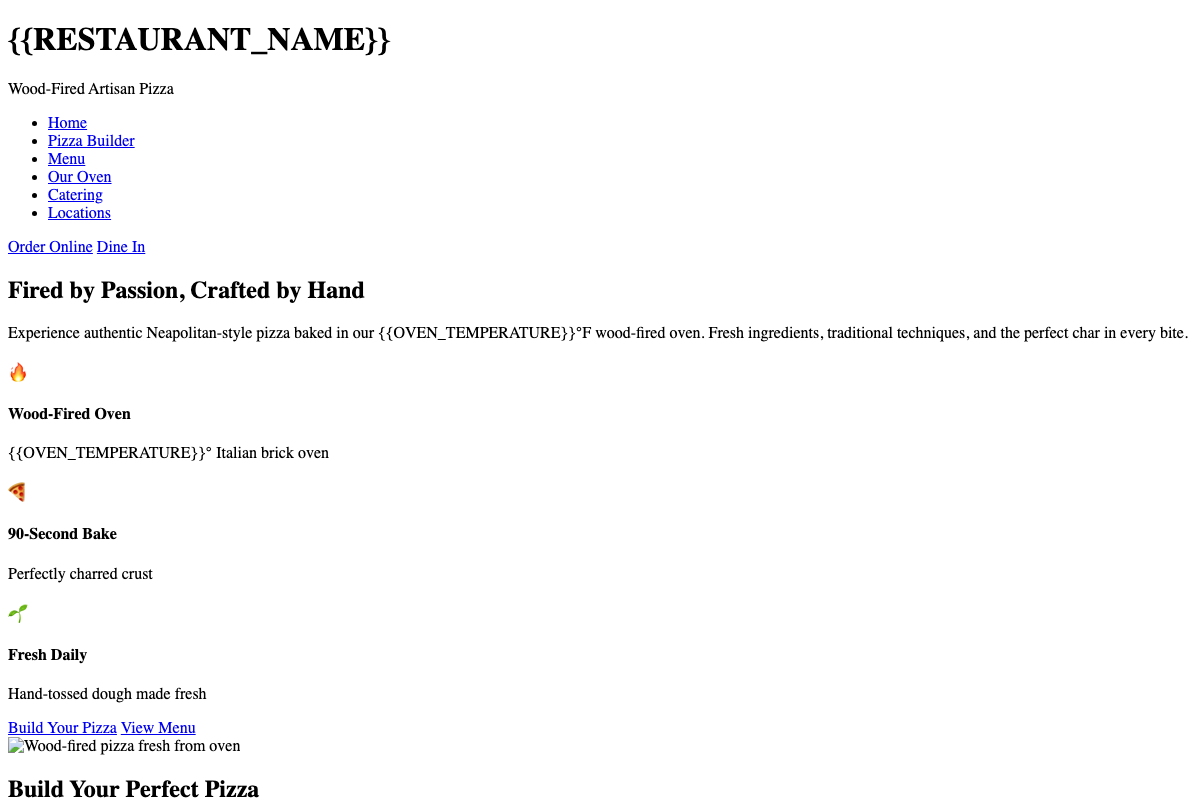 {{RESTAURANT_NAME}}
Wood-Fired Artisan Pizza
Home
Pizza Builder
Menu
Our Oven
Catering
Locations
Order Online Dine In
Fired by Passion, Crafted by Hand
Experience authentic Neapolitan-style pizza baked in our {{OVEN_TEMPERATURE}}°F wood-fired oven. Fresh ingredients, traditional techniques, and the perfect char in every bite.
Wood-Fired Oven
{{OVEN_TEMPERATURE}}° Italian brick oven
90-Second Bake
Perfectly charred crust
Fresh Daily
Hand-tossed dough made fresh
Build Your Pizza View Menu
Wood-fired pizza fresh from oven
Build Your Perfect Pizza